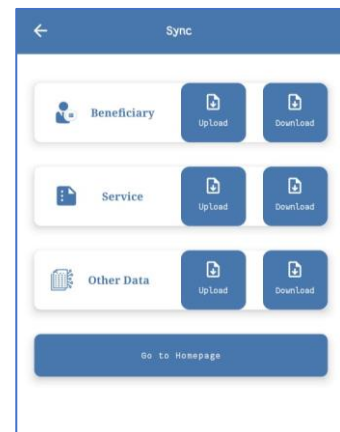 Sync
Beneficiary
Upload
Download
Service
Upload
Download
Other Data
Upload
Download
Go to Homepage